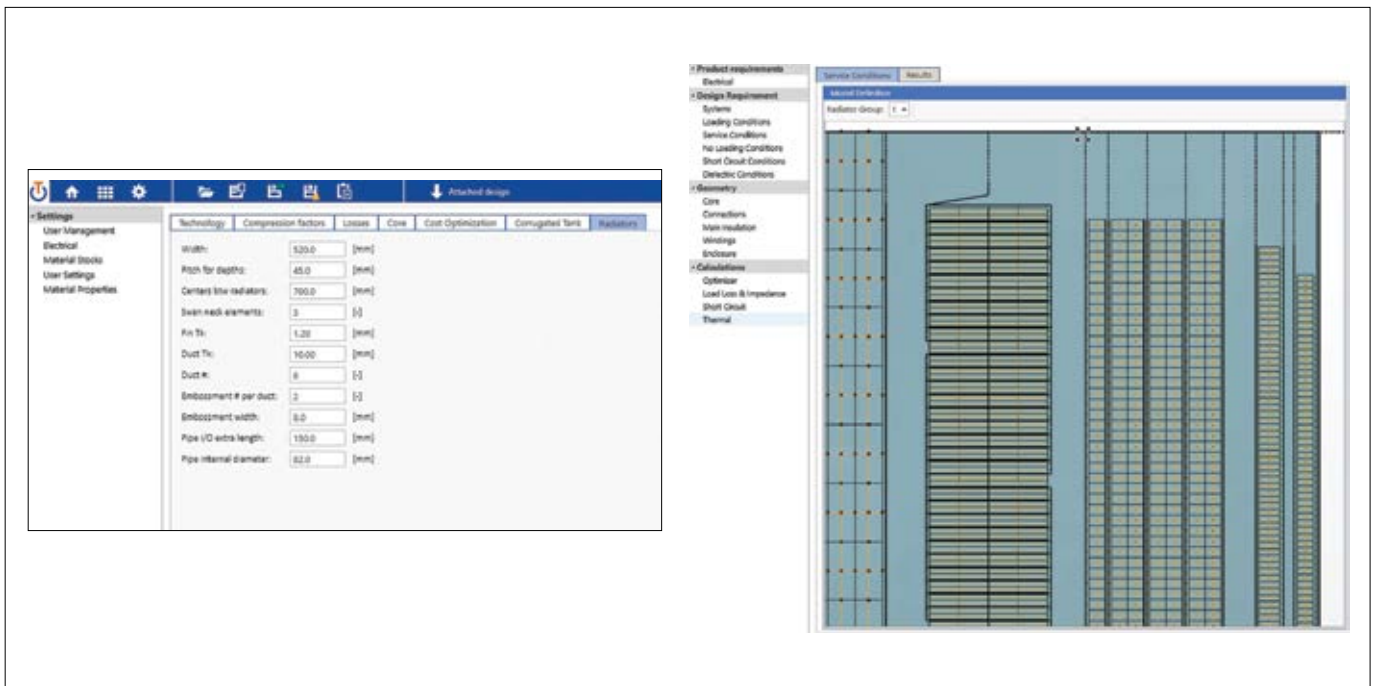 Attached design
Settings
User Management
Electrical
Material Stocks
User Settings
Material Properties
Technology
Compression factors
Losses
Core
Cost Optimization
Corrugated Tank
Radiators
Width: 520.0 [mm]
Pitch for depths: 45.0 [mm]
Centers btw radiators: 700.0 [mm]
Swan neck elements: 3 [-]
Fin Tk: 1.20 [mm]
Duct Tk: 10.00 [mm]
Duct #: 6 [-]
Embossment # per duct: 2 [-]
Embossment width: 8.0 [mm]
Pipe I/O extra length: 150.0 [mm]
Pipe internal diameter: 82.0 [mm]
Product requirements
Electrical
Design Requirement
Systems
Loading Conditions
Service Conditions
No Loading Conditions
Short Circuit Conditions
Dielectric Conditions
Geometry
Core
Connections
Main Insulation
Windings
Enclosure
Calculations
Optimizer
Load Loss & Impedance
Short Circuit
Thermal
Service Conditions
Results
Model Definition
Radiator Group: 1